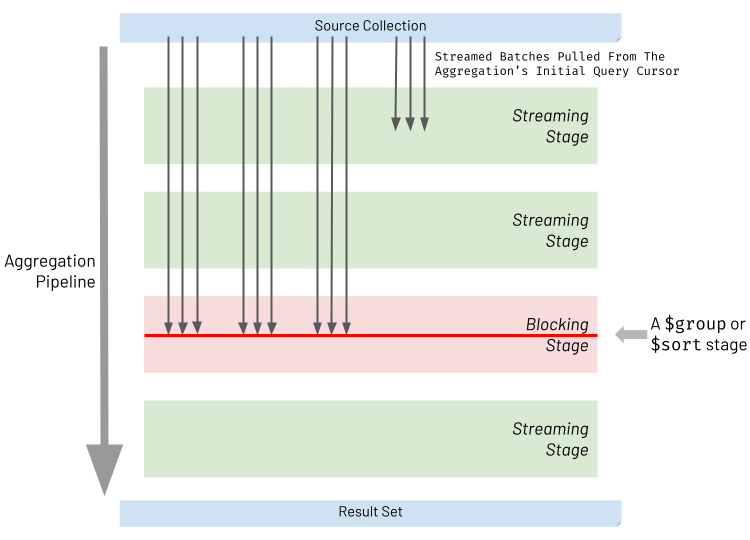 Source Collection
Streamed Batches Pulled From The
Aggregation's Initial Query Cursor
Streaming
Stage
Streaming
Stage
Aggregation
Pipeline
Blocking
Stage
A $group or
$sort stage
Streaming
Stage
Result Set